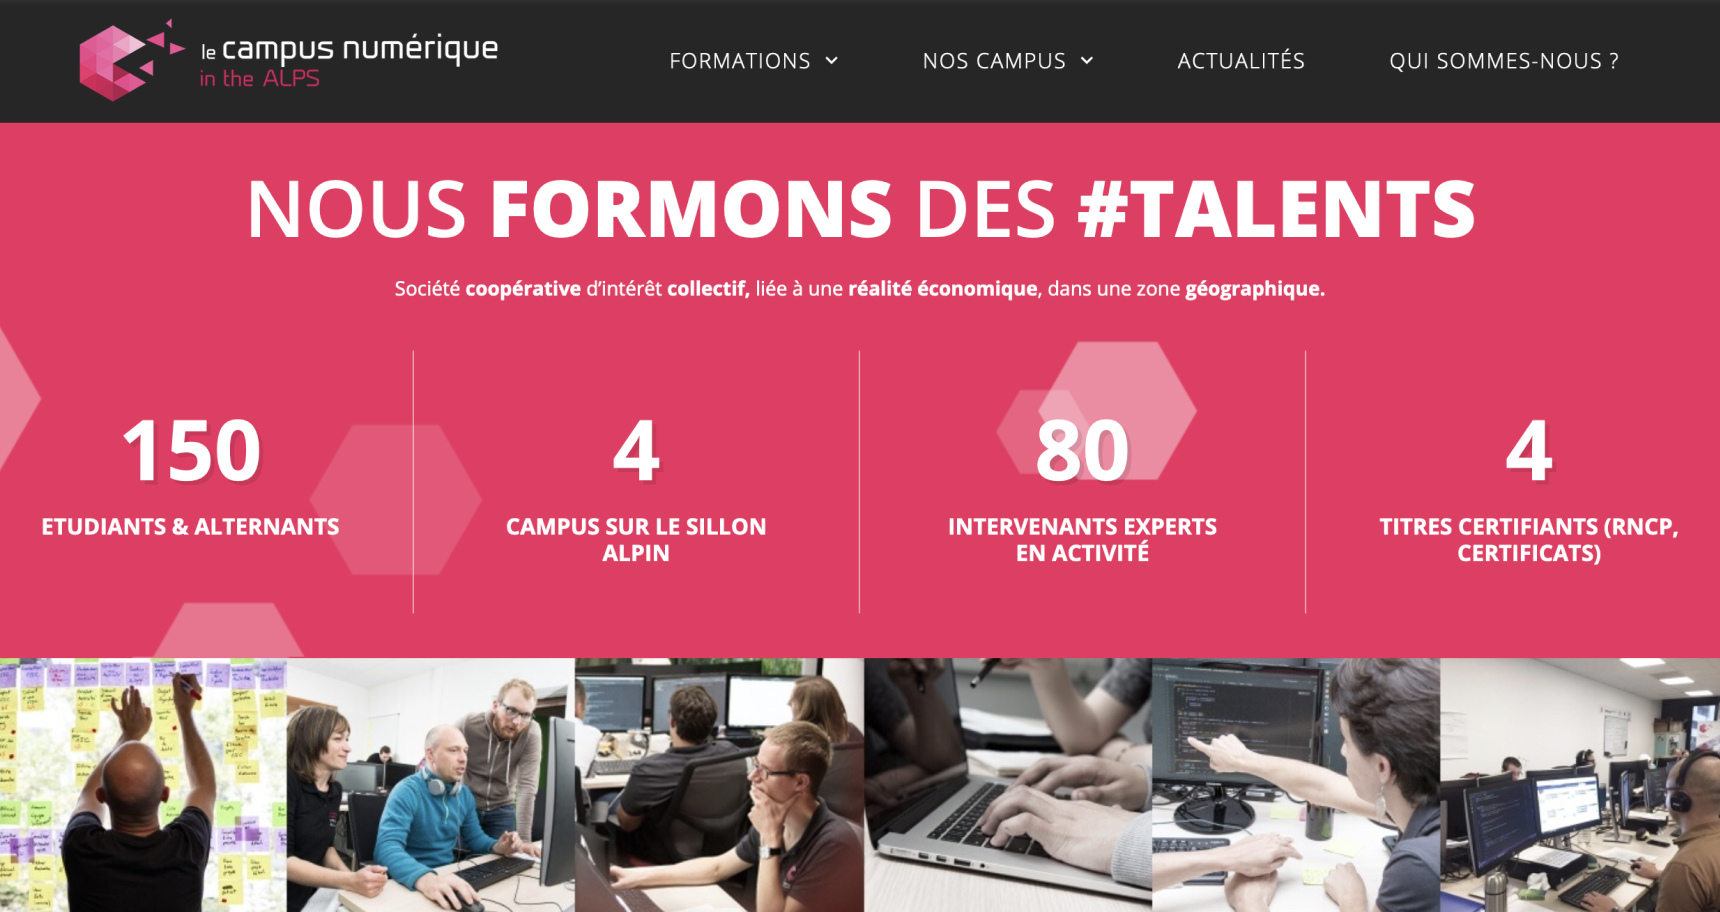 le campus numérique
in the ALPS
FORMATIONS
NOS CAMPUS
ACTUALITÉS
QUI SOMMES-NOUS ?
NOUS FORMONS DES #TALENTS
Société coopérative d’intérêt collectif, liée à une réalité économique, dans une zone géographique.
150
ETUDIANTS & ALTERNANTS
4
CAMPUS SUR LE SILLON
ALPIN
80
INTERVENANTS EXPERTS
EN ACTIVITÉ
4
TITRES CERTIFIANTS (RNCP,
CERTIFICATS)